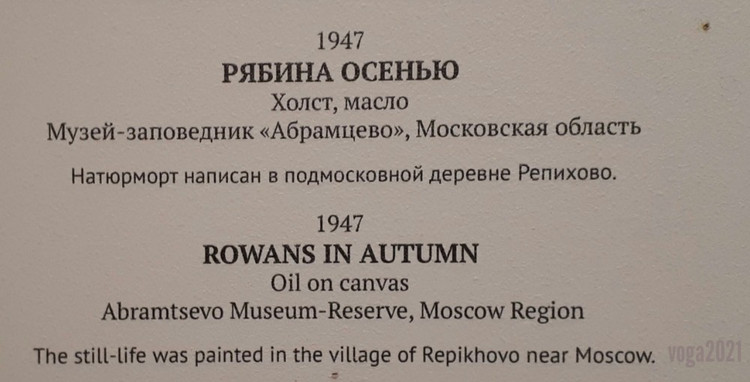 1947
РЯБИНА ОСЕНЬЮ
Холст, масло
Музей-заповедник «Абрамцево», Московская область
Натюрморт написан в подмосковной деревне Репихово.
1947
ROWANS IN AUTUMN
Oil on canvas
Abramtsevo Museum-Reserve, Moscow Region
The still-life was painted in the village of Repikhovo near Moscow.
voga2021